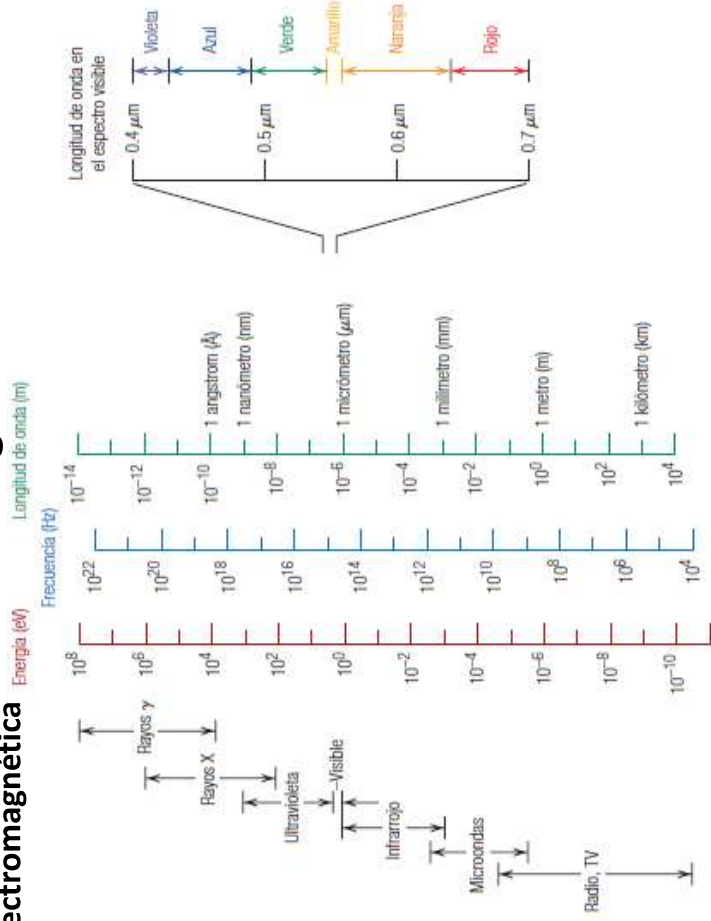 ectromagnética
Energía (eV)
Frecuencia (Hz)
Longitud de onda (m)
Longitud de onda en
el espectro visible
Rayos γ
Rayos X
Ultravioleta
Visible
Infrarrojo
Microondas
Radio, TV
10^8
10^6
10^4
10^2
10^0
10^−2
10^−4
10^−6
10^−8
10^−10
10^22
10^20
10^18
10^16
10^14
10^12
10^10
10^8
10^6
10^4
10^−14
10^−12
10^−10
10^−8
10^−6
10^−4
10^−2
10^0
10^2
10^4
1 angstrom (Å)
1 nanómetro (nm)
1 micrómetro (μm)
1 milímetro (mm)
1 metro (m)
1 kilómetro (km)
0.4 μm
0.5 μm
0.6 μm
0.7 μm
Violeta
Azul
Verde
Amarillo
Naranja
Rojo